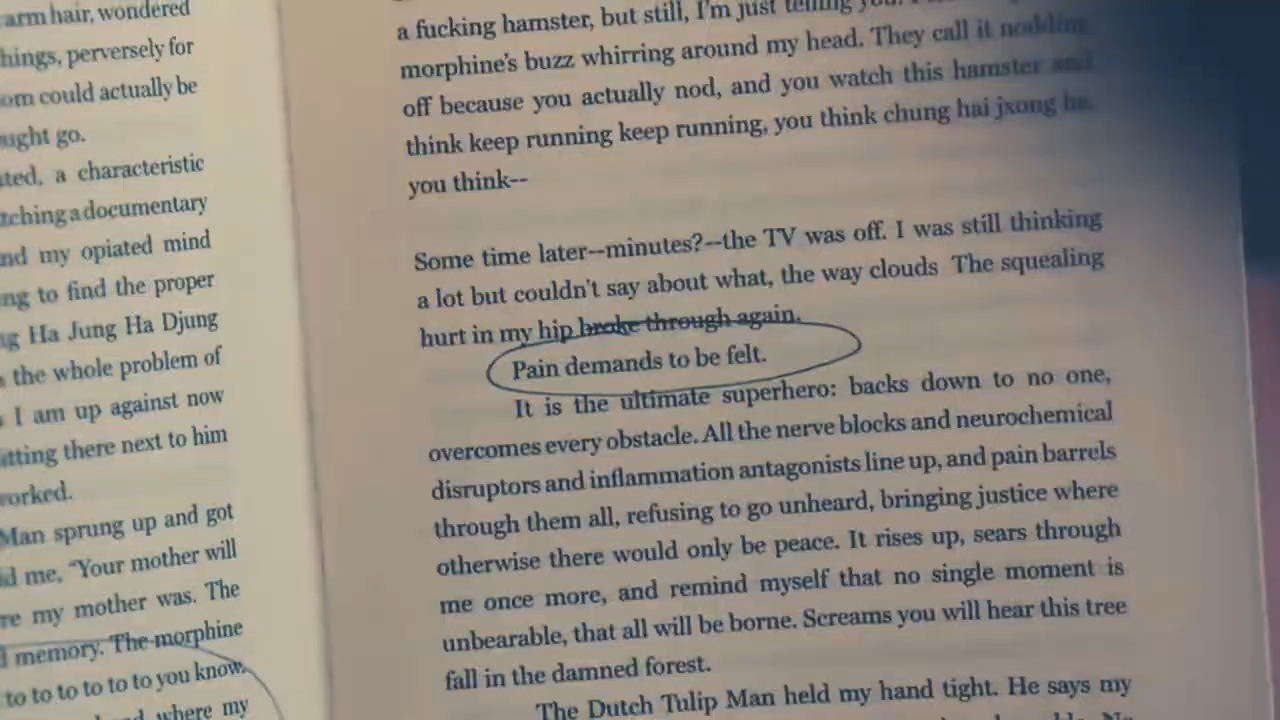 arm hair, wondered
hings, perversely for
om could actually be
ught go.
ted, a characteristic
tching a documentary
nd my opiated mind
ng to find the proper
g Ha Jung Ha Djung
the whole problem of
I am up against now
tting there next to him
worked.
Man sprung up and got
d me, "Your mother will
re my mother was. The
memory. The morphine
to to to to to to you know.
where my
a fucking hamster, but still, I'm just telling you.
morphine's buzz whirring around my head. They call it nodding
off because you actually nod, and you watch this hamster and
think keep running keep running, you think chung hai jxong ha.
you think--
Some time later--minutes?--the TV was off. I was still thinking
a lot but couldn't say about what, the way clouds The squealing
hurt in my hip broke through again.
Pain demands to be felt.
It is the ultimate superhero: backs down to no one,
overcomes every obstacle. All the nerve blocks and neurochemical
disruptors and inflammation antagonists line up, and pain barrels
through them all, refusing to go unheard, bringing justice where
otherwise there would only be peace. It rises up, sears through
me once more, and remind myself that no single moment is
unbearable, that all will be borne. Screams you will hear this tree
fall in the damned forest.
The Dutch Tulip Man held my hand tight. He says my